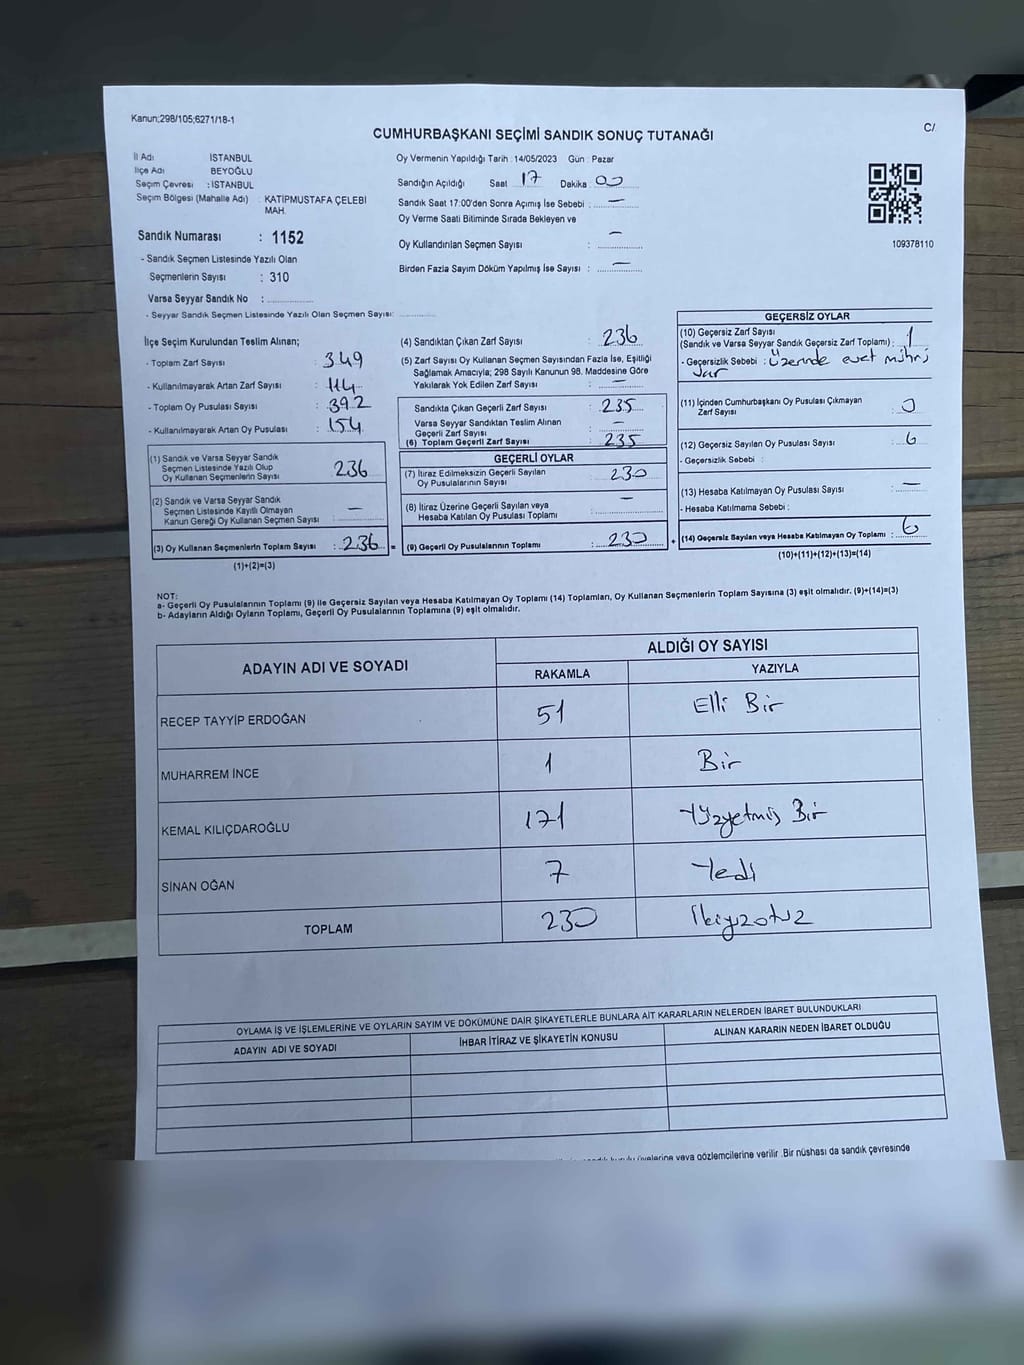 Kanun;298/105;6271/18-1
C/
CUMHURBAŞKANI SEÇİMİ SANDIK SONUÇ TUTANAĞI
İl Adı İSTANBUL
İlçe Adı BEYOĞLU
Seçim Çevresi : İSTANBUL
Seçim Bölgesi (Mahalle Adı) : KATİPMUSTAFA ÇELEBİ
MAH.
Sandık Numarası : 1152
- Sandık Seçmen Listesinde Yazılı Olan
Seçmenlerin Sayısı : 310
Varsa Seyyar Sandık No :
- Seyyar Sandık Seçmen Listesinde Yazılı Olan Seçmen Sayısı:
Oy Vermenin Yapıldığı Tarih : 14/05/2023 Gün : Pazar
Sandığın Açıldığı Saat 17 Dakika 00
Sandık Saat 17:00'den Sonra Açımış İse Sebebi : —
Oy Verme Saati Bitiminde Sırada Bekleyen ve
Oy Kullandırılan Seçmen Sayısı : —
Birden Fazla Sayım Döküm Yapılmış İse Sayısı : —
109378110
İlçe Seçim Kurulundan Teslim Alınan;
- Toplam Zarf Sayısı : 349
- Kullanılmayarak Artan Zarf Sayısı : 114
- Toplam Oy Pusulası Sayısı : 392
- Kullanılmayarak Artan Oy Pusulası : 154
(1) Sandık ve Varsa Seyyar Sandık
Seçmen Listesinde Yazılı Olup
Oy Kullanan Seçmenlerin Sayısı 236
(2) Sandık ve Varsa Seyyar Sandık
Seçmen Listesinde Kayılı Olmayan
Kanun Gereği Oy Kullanan Seçmen Sayısı : —
(3) Oy Kullanan Seçmenlerin Toplam Sayısı : 236 =
(1)+(2)=(3)
(4) Sandıktan Çıkan Zarf Sayısı : 236
(5) Zarf Sayısı Oy Kullanan Seçmen Sayısından Fazla İse, Eşitliği
Sağlamak Amacıyla; 298 Sayılı Kanunun 98. Maddesine Göre
Yakılarak Yok Edilen Zarf Sayısı : —
Sandıkta Çıkan Geçerli Zarf Sayısı : 235
Varsa Seyyar Sandıktan Teslim Alınan
Geçerli Zarf Sayısı : —
(6) Toplam Geçerli Zarf Sayısı : 235
GEÇERLİ OYLAR
(7) İtiraz Edilmeksizin Geçerli Sayılan
Oy Pusulalarının Sayısı : 230
(8) İtiraz Üzerine Geçerli Sayılan veya
Hesaba Katılan Oy Pusulası Toplamı : —
(9) Geçerli Oy Pusulalarının Toplamı : 230 +
GEÇERSİZ OYLAR
(10) Geçersiz Zarf Sayısı
(Sandık ve Varsa Seyyar Sandık Geçersiz Zarf Toplamı) : 1
- Geçersizlik Sebebi : Üzerinde evet mührü
var
(11) İçinden Cumhurbaşkanı Oy Pusulası Çıkmayan
Zarf Sayısı : 0
(12) Geçersiz Sayılan Oy Pusulası Sayısı : 6
- Geçersizlik Sebebi :
(13) Hesaba Katılmayan Oy Pusulası Sayısı : —
- Hesaba Katılmama Sebebi :
(14) Geçersiz Sayılan veya Hesaba Katılmayan Oy Toplamı : 6
(10)+(11)+(12)+(13)=(14)
NOT:
a- Geçerli Oy Pusulalarının Toplamı (9) ile Geçersiz Sayılan veya Hesaba Katılmayan Oy Toplamı (14) Toplamları, Oy Kullanan Seçmenlerin Toplam Sayısına (3) eşit olmalıdır. (9)+(14)=(3)
b- Adayların Aldığı Oyların Toplamı, Geçerli Oy Pusulalarının Toplamına (9) eşit olmalıdır.
ADAYIN ADI VE SOYADI ALDIĞI OY SAYISI
RAKAMLA YAZIYLA
RECEP TAYYİP ERDOĞAN 51 Elli Bir
MUHARREM İNCE 1 Bir
KEMAL KILIÇDAROĞLU 171 Yüzyetmiş Bir
SİNAN OĞAN 7 Yedi
TOPLAM 230 İkiyüzotuz
OYLAMA İŞ VE İŞLEMLERİNE VE OYLARIN SAYIM VE DÖKÜMÜNE DAİR ŞİKAYETLERLE BUNLARA AİT KARARLARIN NELERDEN İBARET BULUNDUKLARI
ADAYIN ADI VE SOYADI İHBAR İTİRAZ VE ŞİKAYETİN KONUSU ALINAN KARARIN NEDEN İBARET OLDUĞU
kurulu üyelerine veya gözlemcilerine verilir .Bir nüshası da sandık çevresinde